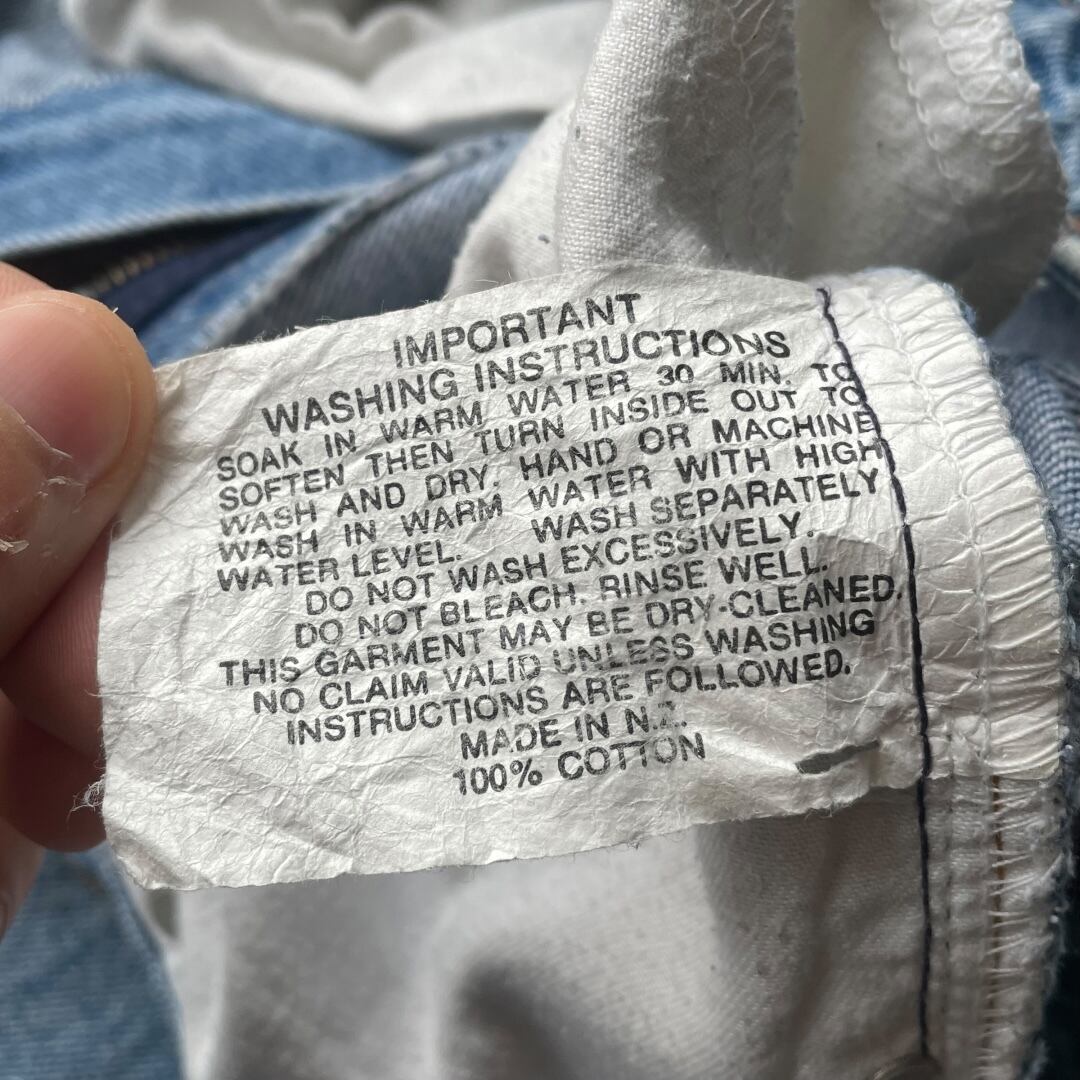 IMPORTANT
WASHING INSTRUCTIONS
SOAK IN WARM WATER 30 MIN. TO
SOFTEN THEN TURN INSIDE OUT TO
WASH AND DRY. HAND OR MACHINE
WASH IN WARM WATER WITH HIGH
WATER LEVEL. WASH SEPARATELY
DO NOT WASH EXCESSIVELY.
DO NOT BLEACH. RINSE WELL.
THIS GARMENT MAY BE DRY-CLEANED.
NO CLAIM VALID UNLESS WASHING
INSTRUCTIONS ARE FOLLOWED.
MADE IN N.Z.
100% COTTON